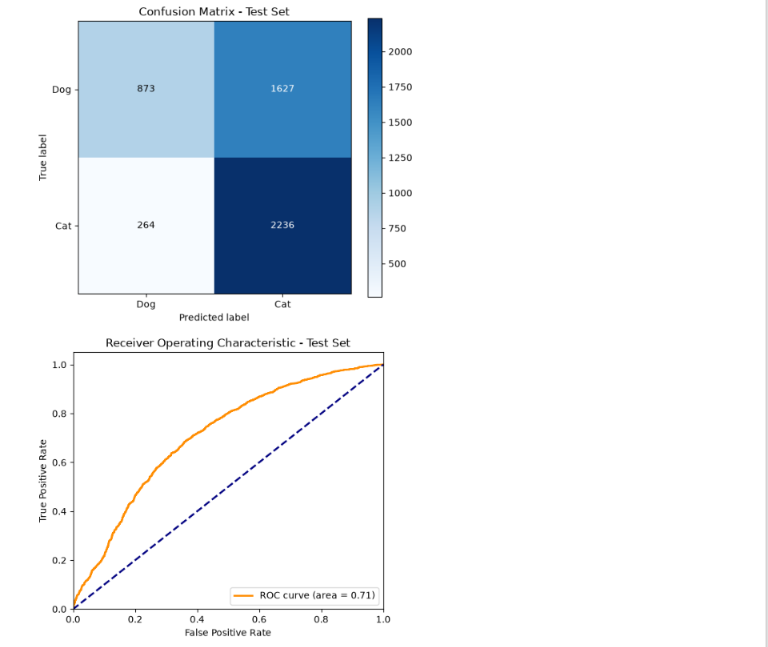 Confusion Matrix - Test Set
2000
Dog
873
1627
1750
1500
True label
1250
1000
Cat
264
2236
750
500
Dog
Cat
Predicted label
Receiver Operating Characteristic - Test Set
1.0
0.8
0.6
True Positive Rate
0.4
0.2
ROC curve (area = 0.71)
0.0
0.0
0.2
0.4
0.6
0.8
1.0
False Positive Rate